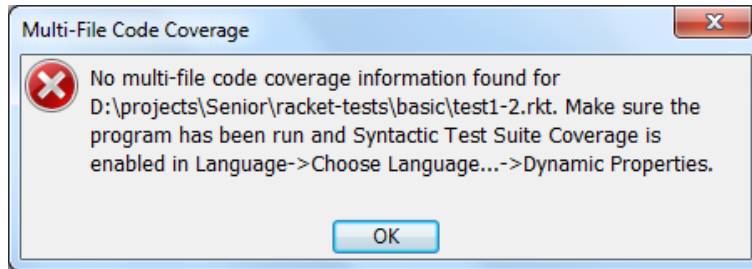 Multi-File Code Coverage
No multi-file code coverage information found for
D:\projects\Senior\racket-tests\basic\test1-2.rkt. Make sure the
program has been run and Syntactic Test Suite Coverage is
enabled in Language->Choose Language...->Dynamic Properties.
OK